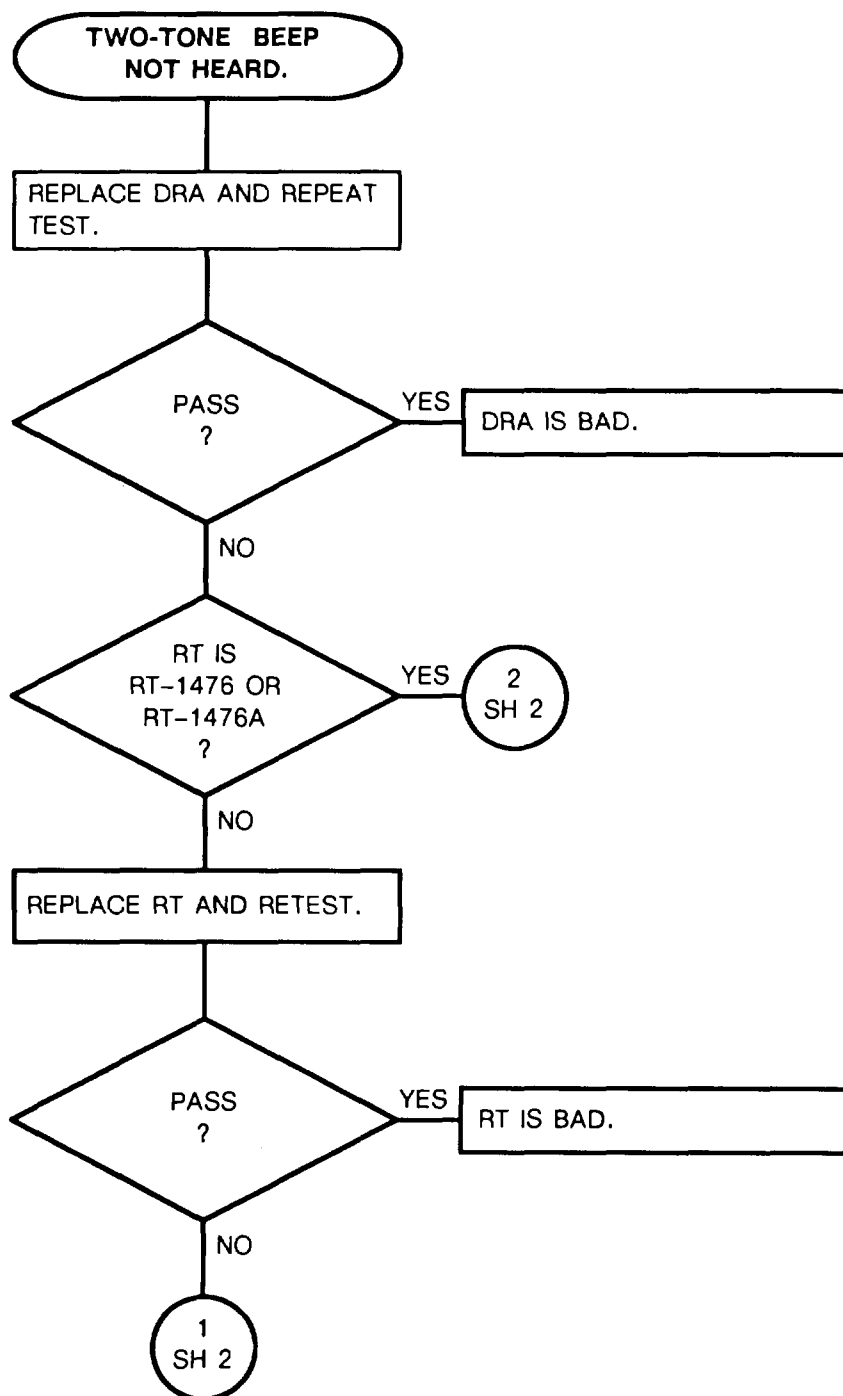 TWO-TONE BEEP
NOT HEARD.
REPLACE DRA AND REPEAT
TEST.
PASS
?
YES
DRA IS BAD.
NO
RT IS
RT-1476 OR
RT-1476A
?
YES
2
SH 2
NO
REPLACE RT AND RETEST.
PASS
?
YES
RT IS BAD.
NO
1
SH 2